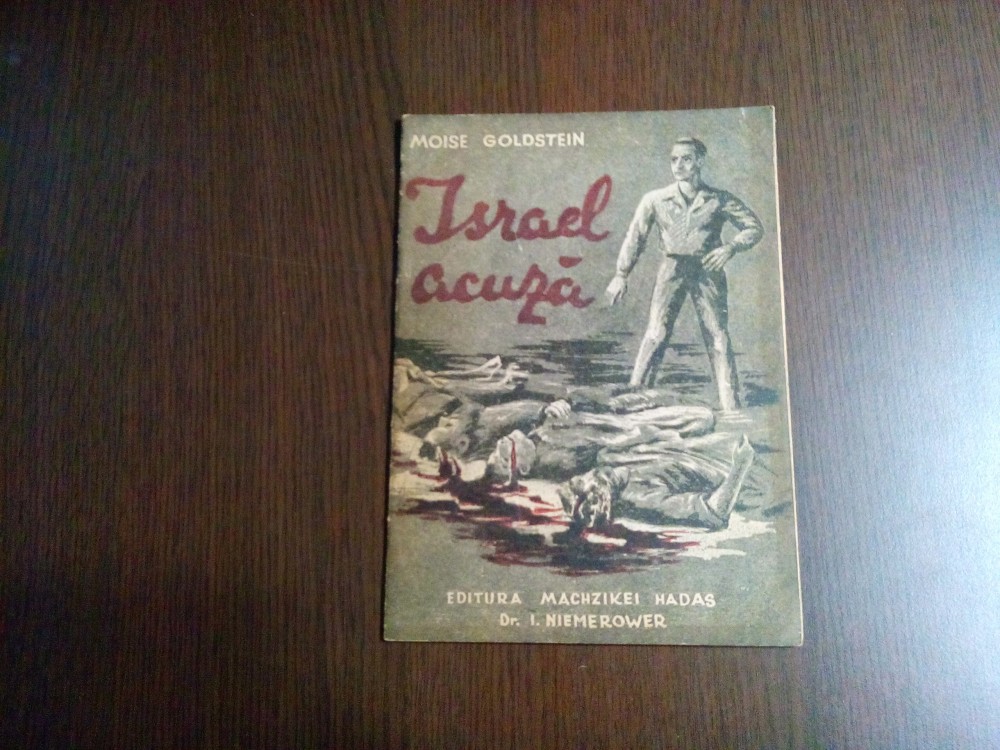 MOISE GOLDSTEIN
Israel
acuză
EDITURA MACHZIKEI HADAS
Dr. I. NIEMEROWER